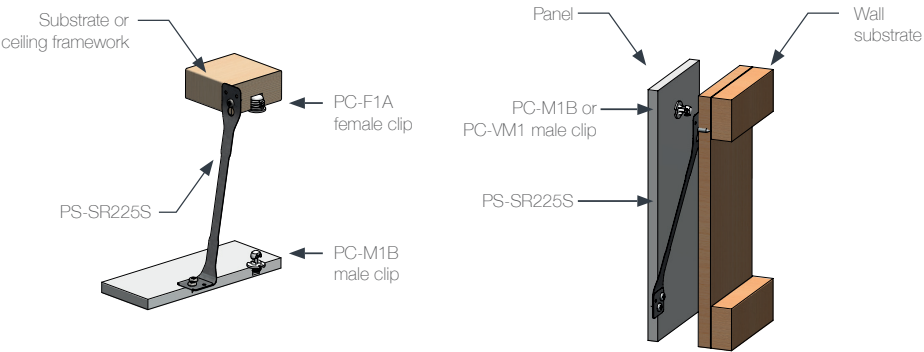 Substrate or
ceiling framework
PC-F1A
female clip
PS-SR225S
PC-M1B
male clip
Panel
Wall
substrate
PC-M1B or
PC-VM1 male clip
PS-SR225S